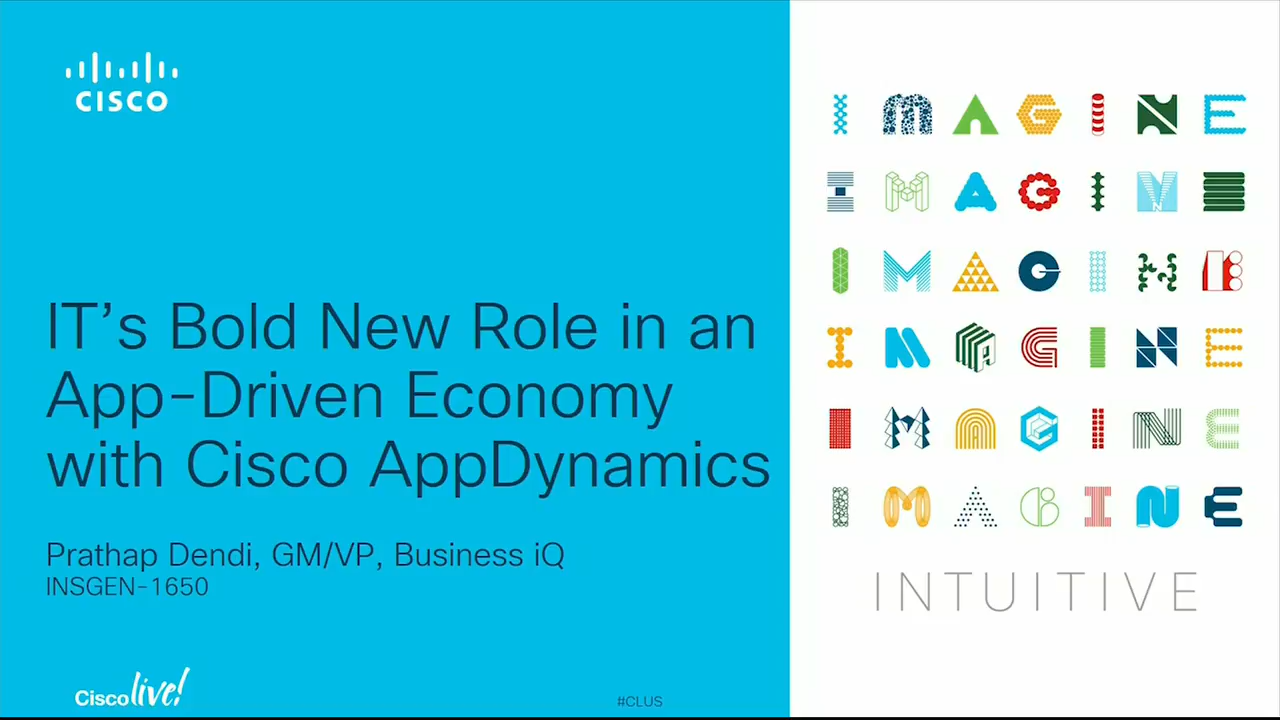 CISCO
IT’s Bold New Role in an
App-Driven Economy
with Cisco AppDynamics
Prathap Dendi, GM/VP, Business iQ
INSGEN-1650
Cisco live!
#CLUS
IMAGINE
IMAGINE
IMAGINE
IMAGINE
IMAGINE
IMAGINE
INTUITIVE